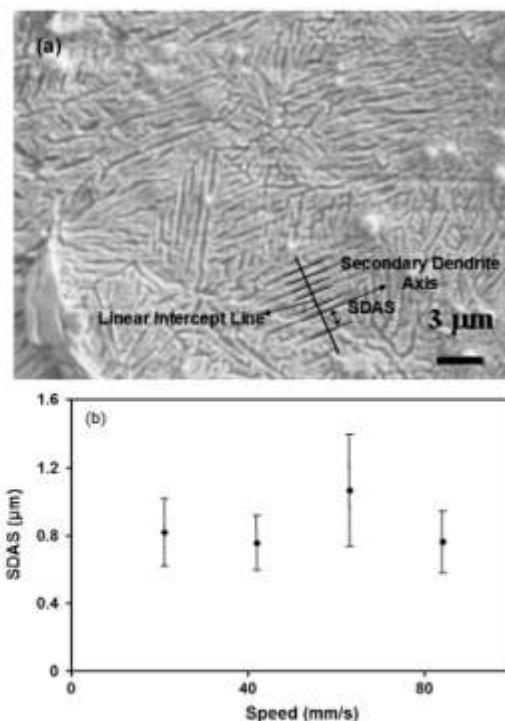 (a)
Secondary Dendrite
Axis
SDAS
Linear Intercept Line
3 µm
(b)
1.6
1.2
0.8
0.4
0
SDAS (µm)
0 40 80
Speed (mm/s)